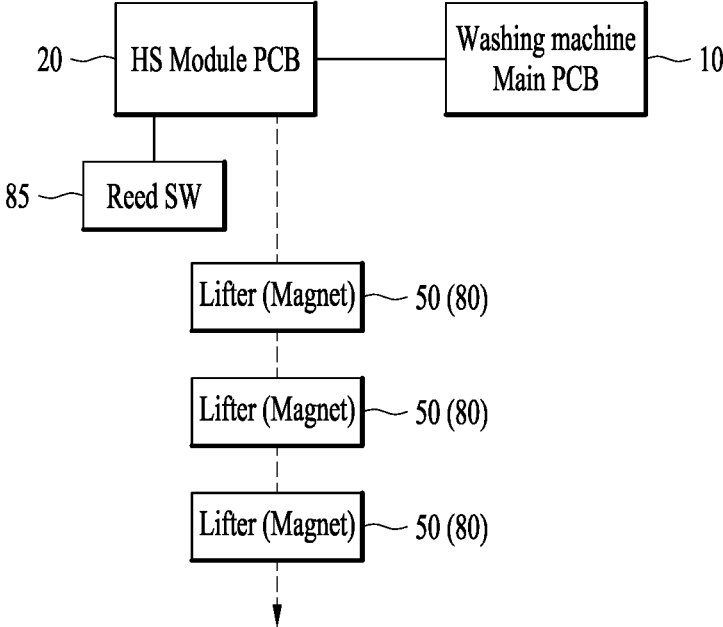 20
HS Module PCB
Washing machine
Main PCB
10
85
Reed SW
Lifter (Magnet)
50 (80)
Lifter (Magnet)
50 (80)
Lifter (Magnet)
50 (80)